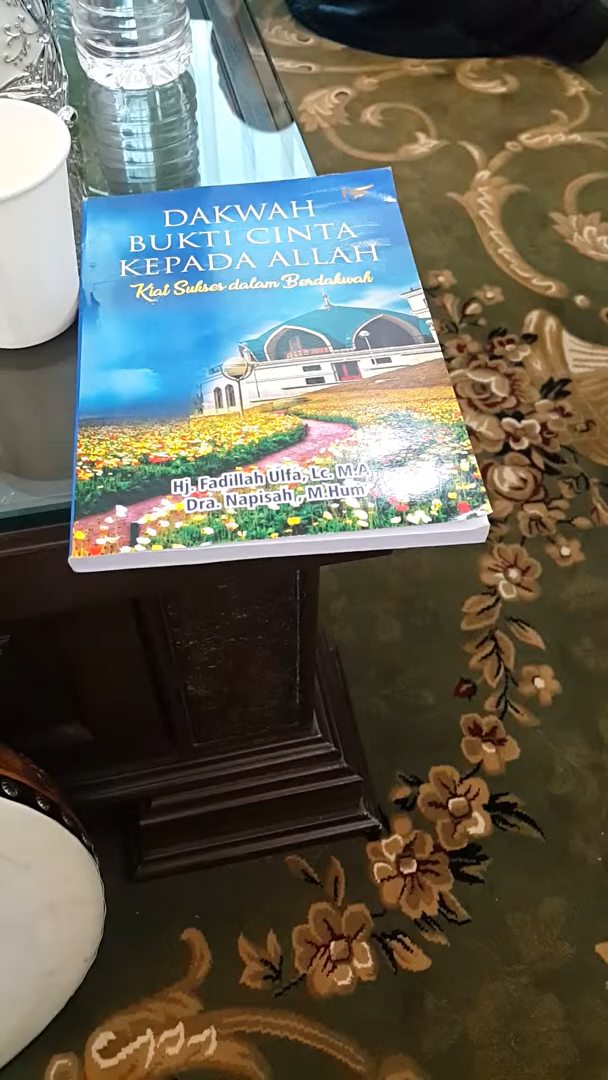 DAKWAH
BUKTI CINTA
KEPADA ALLAH
Kiat Sukses dalam Berdakwah
Hj. Fadillah Ulfa, Lc. M.A
Dra. Napisah , M.Hum